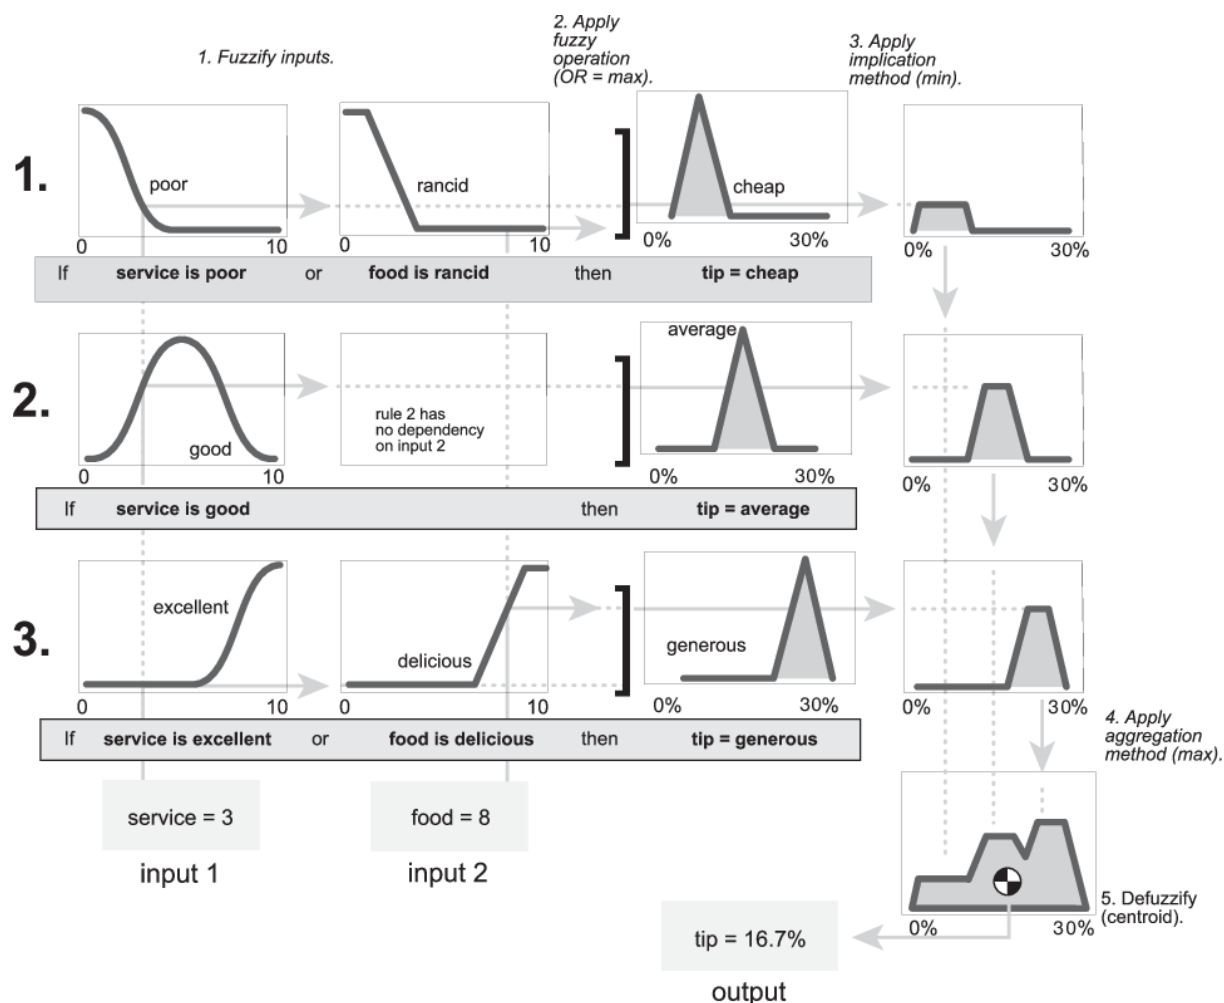 1. Fuzzify inputs.
2. Apply
fuzzy
operation
(OR = max).
3. Apply
implication
method (min).
1.
poor
rancid
cheap
0
10
0
10
0%
30%
0%
30%
If service is poor or food is rancid then tip = cheap
2.
good
rule 2 has
no dependency
on input 2
average
0
10
0%
30%
0%
30%
If service is good then tip = average
3.
excellent
delicious
generous
0
10
0
10
0%
30%
0%
30%
If service is excellent or food is delicious then tip = generous
4. Apply
aggregation
method (max).
service = 3
food = 8
input 1
input 2
0%
30%
5. Defuzzify
(centroid).
tip = 16.7%
output